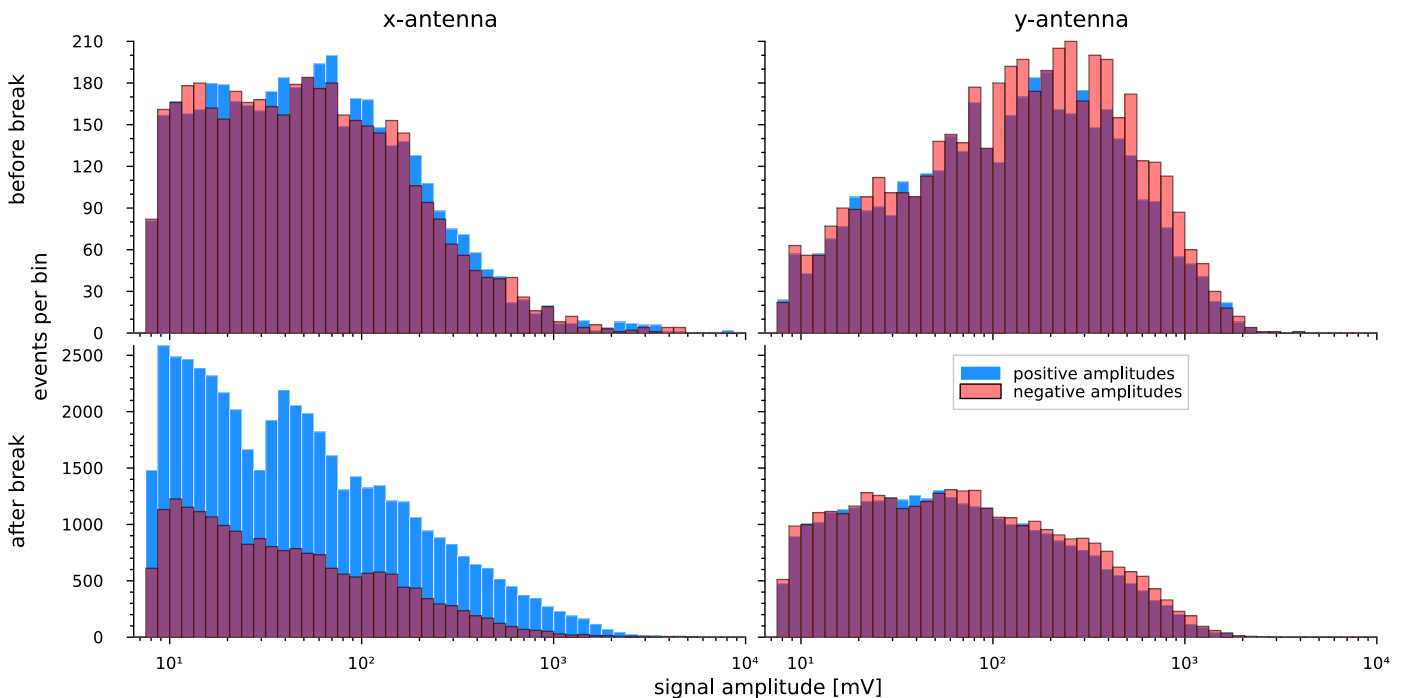 x-antenna
y-antenna
before break
210
180
150
120
90
60
30
0
events per bin
after break
2500
2000
1500
1000
500
0
positive amplitudes
negative amplitudes
10¹
10²
10³
10⁴
10¹
10²
10³
10⁴
signal amplitude [mV]